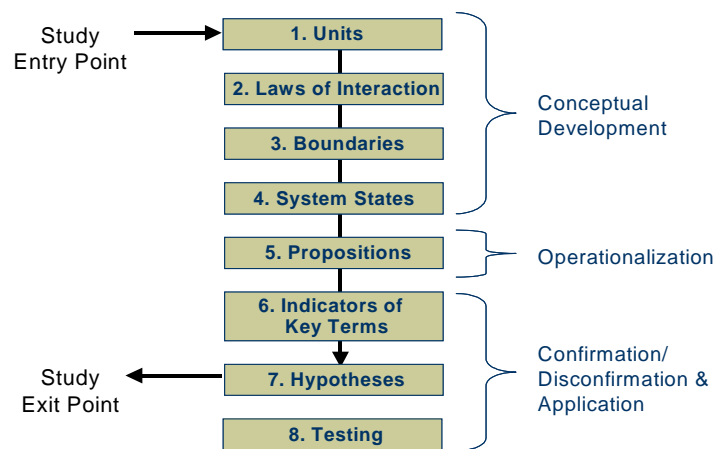 Study
Entry Point
1. Units
2. Laws of Interaction
3. Boundaries
4. System States
Conceptual
Development
5. Propositions
Operationalization
6. Indicators of
Key Terms
7. Hypotheses
8. Testing
Confirmation/
Disconfirmation &
Application
Study
Exit Point